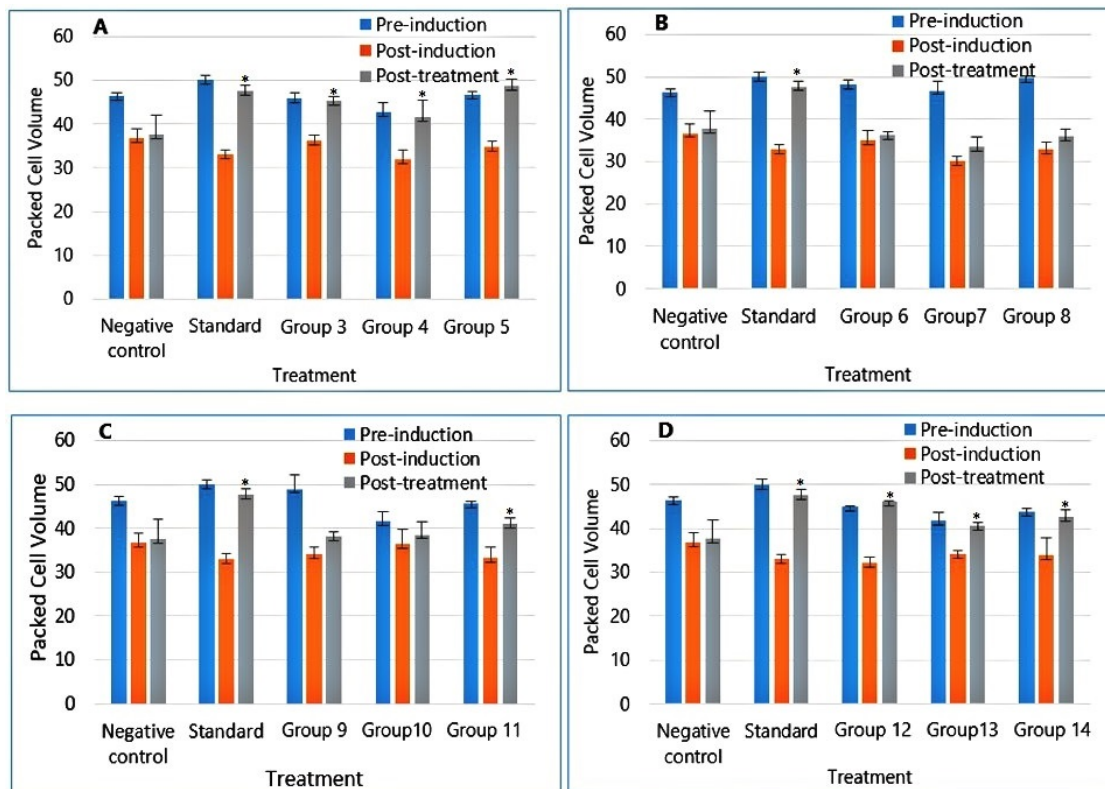 A
Pre-induction
Post-induction
Post-treatment
60
50
40
30
20
10
0
Packed Cell Volume
* * * *
Negative control
Standard
Group 3
Group 4
Group 5
Treatment
B
Pre-induction
Post-induction
Post-treatment
60
50
40
30
20
10
0
Packed Cell Volume
*
Negative control
Standard
Group 6
Group7
Group 8
Treatment
C
Pre-induction
Post-induction
Post-treatment
60
50
40
30
20
10
0
Packed Cell Volume
* *
Negative control
Standard
Group 9
Group10
Group 11
Treatment
D
Pre-induction
Post-induction
Post-treatment
60
50
40
30
20
10
0
Packed Cell Volume
* * * *
Negative control
Standard
Group 12
Group13
Group 14
Treatment